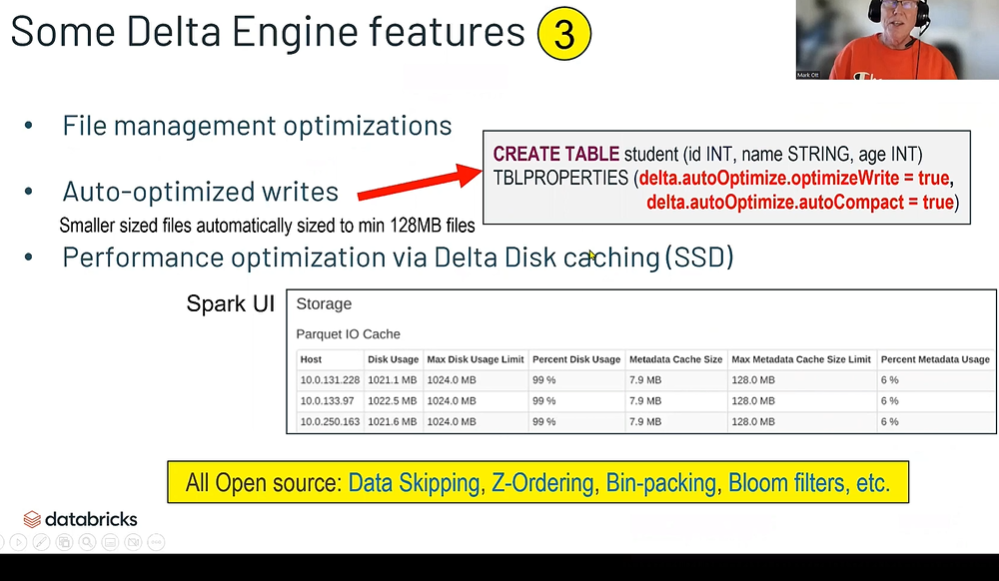 Some Delta Engine features 3
Mark Ott
• File management optimizations
• Auto-optimized writes
Smaller sized files automatically sized to min 128MB files
CREATE TABLE student (id INT, name STRING, age INT)
TBLPROPERTIES (delta.autoOptimize.optimizeWrite = true,
delta.autoOptimize.autoCompact = true)
• Performance optimization via Delta Disk caching (SSD)
Spark UI
Storage
Parquet IO Cache
Host Disk Usage Max Disk Usage Limit Percent Disk Usage Metadata Cache Size Max Metadata Cache Size Limit Percent Metadata Usage
10.0.131.228 1021.1 MB 1024.0 MB 99 % 7.9 MB 128.0 MB 6 %
10.0.133.97 1022.5 MB 1024.0 MB 99 % 7.9 MB 128.0 MB 6 %
10.0.250.163 1021.6 MB 1024.0 MB 99 % 7.9 MB 128.0 MB 6 %
All Open source: Data Skipping, Z-Ordering, Bin-packing, Bloom filters, etc.
databricks